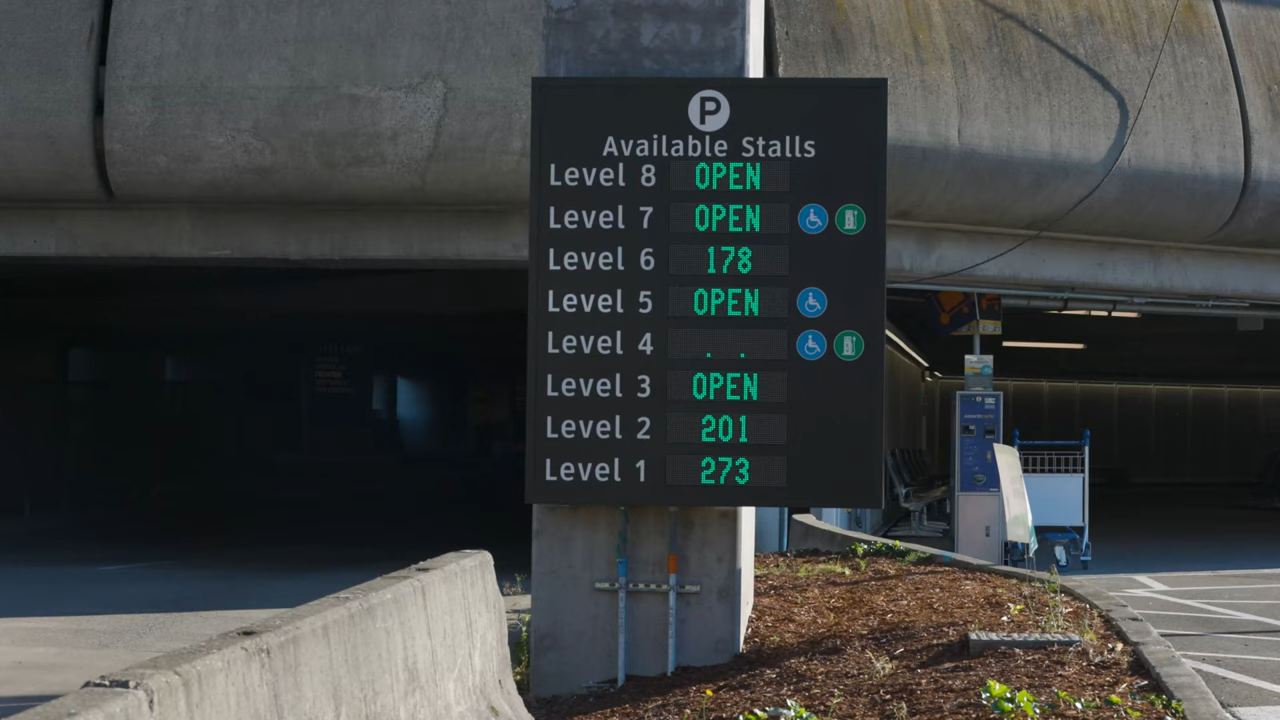 P
Available Stalls
Level 8 OPEN
Level 7 OPEN
Level 6 178
Level 5 OPEN
Level 4 . .
Level 3 OPEN
Level 2 201
Level 1 273